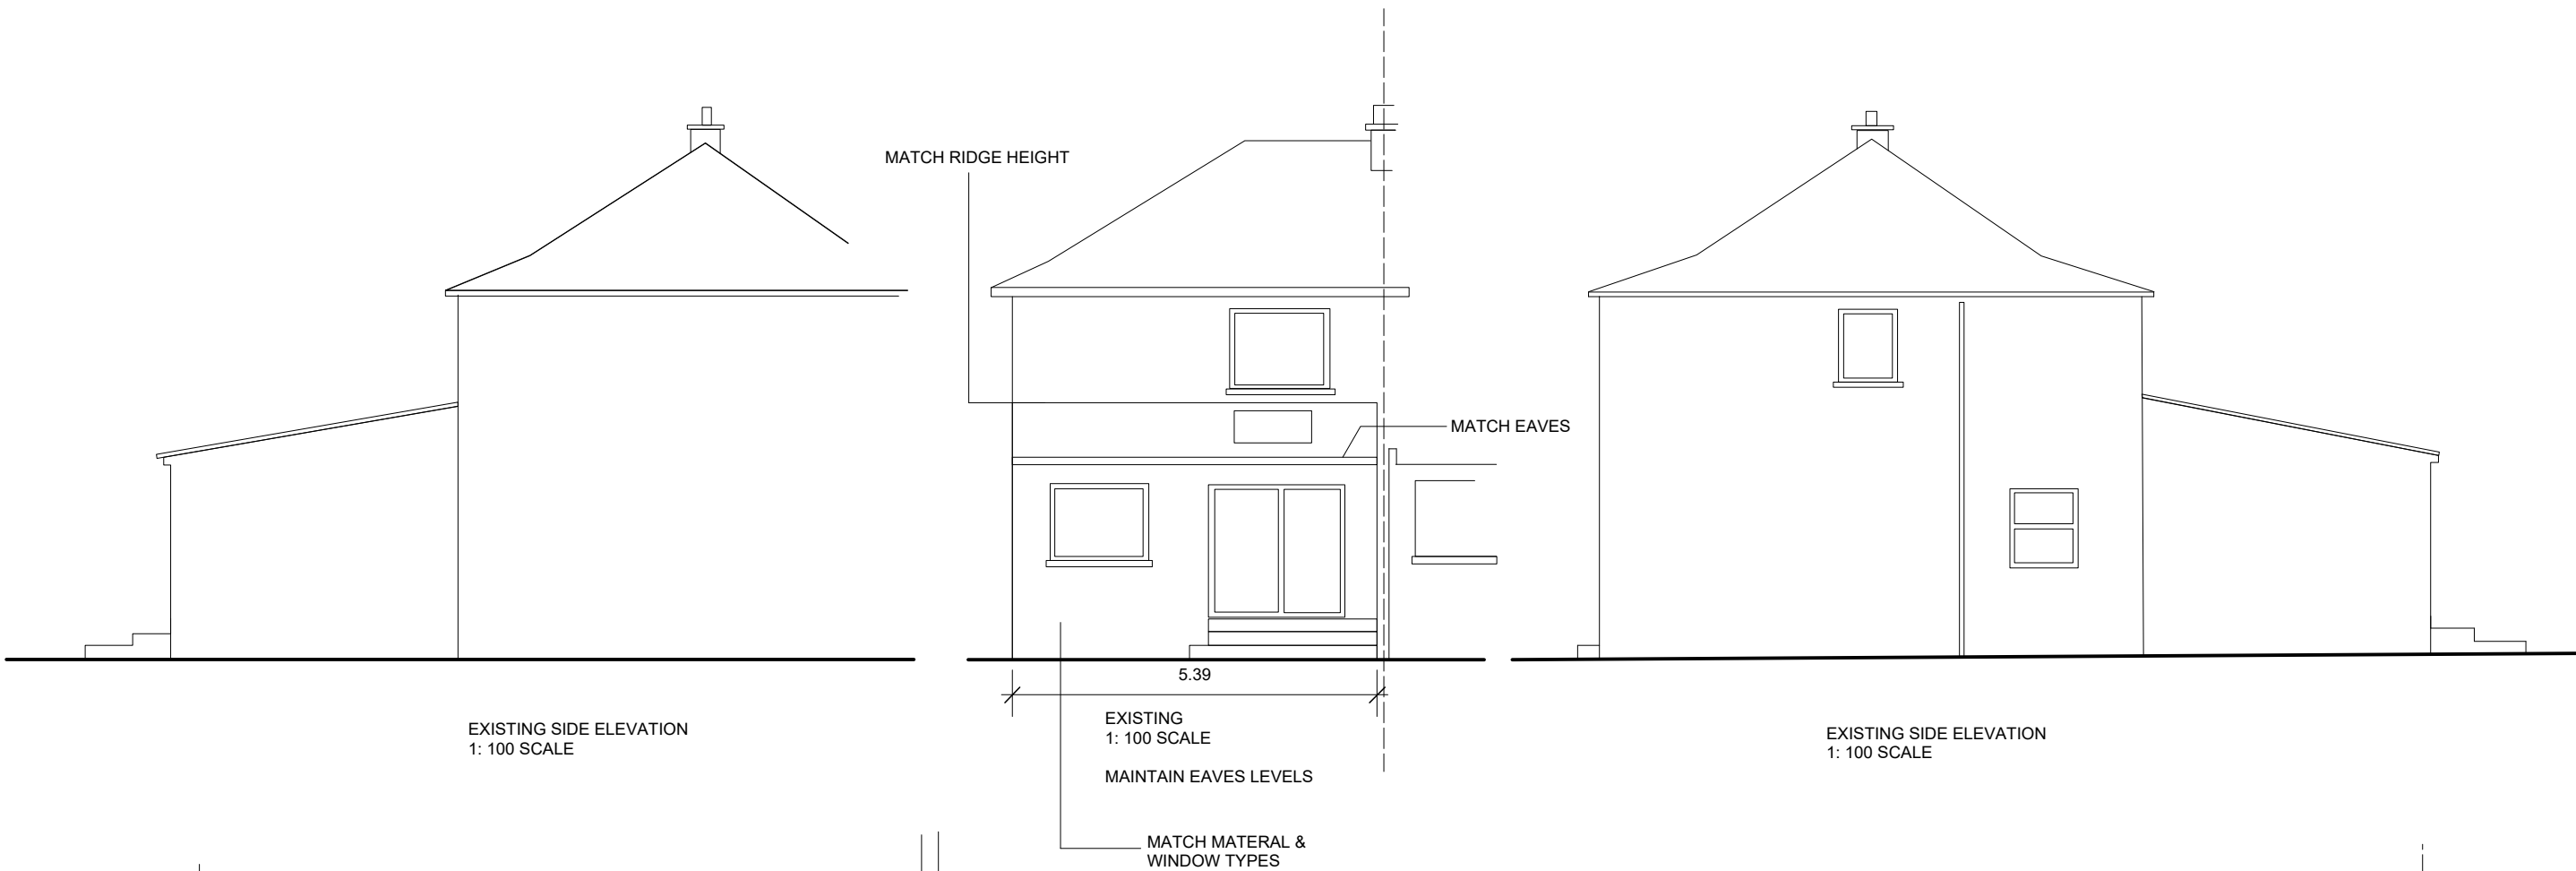 MATCH RIDGE HEIGHT
MATCH EAVES
5.39
EXISTING SIDE ELEVATION
1: 100 SCALE
EXISTING
1: 100 SCALE
MAINTAIN EAVES LEVELS
EXISTING SIDE ELEVATION
1: 100 SCALE
MATCH MATERAL &
WINDOW TYPES